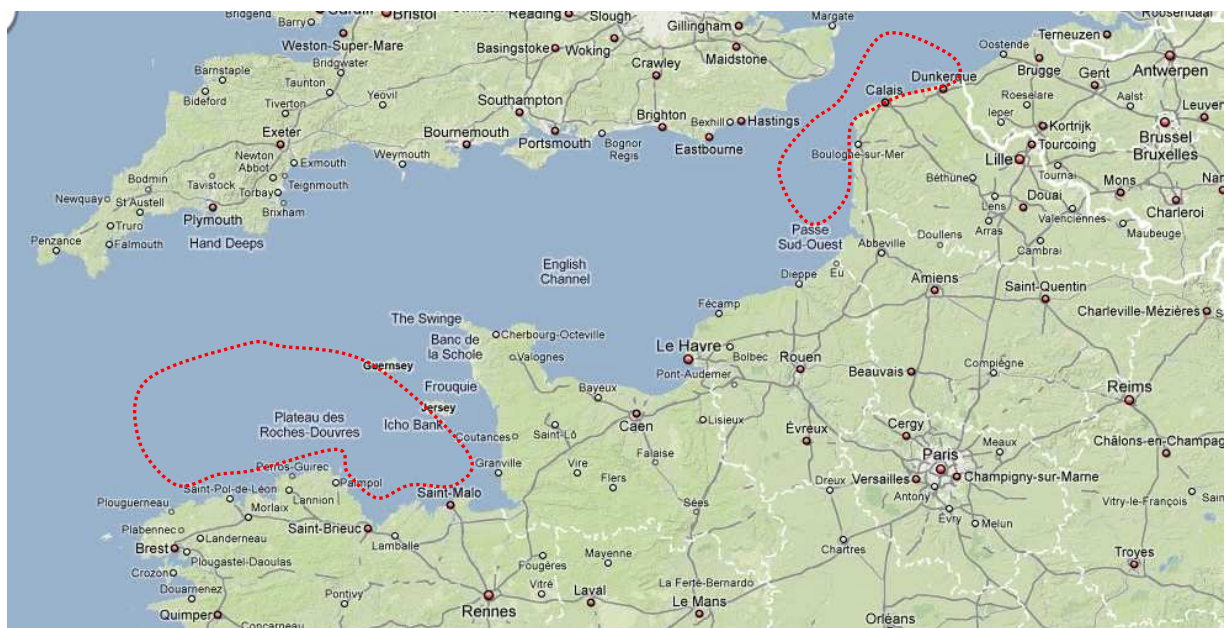 Bridgend
Barry
Bristol
Reading
Slough
Gillingham
Margate
Roosendaal
Weston-Super-Mare
Basingstoke
Woking
Maidstone
Terneuzen
Oostende
Brugge
Gent
Antwerpen
Barnstaple
Bridgwater
Taunton
Crawley
Bideford
Tiverton
Yeovil
Southampton
Calais
Dunkerque
Roeselare
Aalst
Leuven
Exeter
Bournemouth
Portsmouth
Bognor
Regis
Brighton
Bexhill
Hastings
Eastbourne
Ieper
Kortrijk
Brussel
Bruxelles
Newton
Abbot
Exmouth
Weymouth
Boulogne-sur-Mer
Lille
Tourcoing
Bodmin
Tavistock
Teignmouth
Torbay
Brixham
Béthune
Tournai
Mons
Newquay
St Austell
Truro
Plymouth
Lens
Douai
Valenciennes
Charleroi
Penzance
Falmouth
Hand Deeps
Passe
Sud-Ouest
Arras
Maubeuge
Abbeville
Doullens
Cambrai
English
Channel
Dieppe
Eu
Amiens
Saint-Quentin
Fécamp
Charleville-Mézières
The Swinge
Cherbourg-Octeville
Banc de
la Schole
Valognes
Le Havre
Bolbec
Rouen
Guernsey
Pont-Audemer
Beauvais
Compiègne
Frouquie
Bayeux
Reims
Jersey
Plateau des
Roches-Douvres
Icho Bank
Caen
Lisieux
Coutances
Saint-Lô
Évreux
Cergy
Meaux
Châlons-en-Champagne
Perros-Guirec
Granville
Vire
Falaise
Paris
Saint-Pol-de-Léon
Paimpol
Saint-Malo
Flers
Dreux
Versailles
Champigny-sur-Marne
Plouguerneau
Lannion
Morlaix
Sées
Antony
Vitry-le-François
Plabennec
Saint-Brieuc
Évry
Melun
Landerneau
Lamballe
Chartres
Brest
Plougastel-Daoulas
Fougères
Mayenne
Troyes
Crozon
Douarnenez
Pontivy
Vitré
Laval
La Ferté-Bernardo
Quimper
Rennes
Le Mans
Orléans
Concarneau